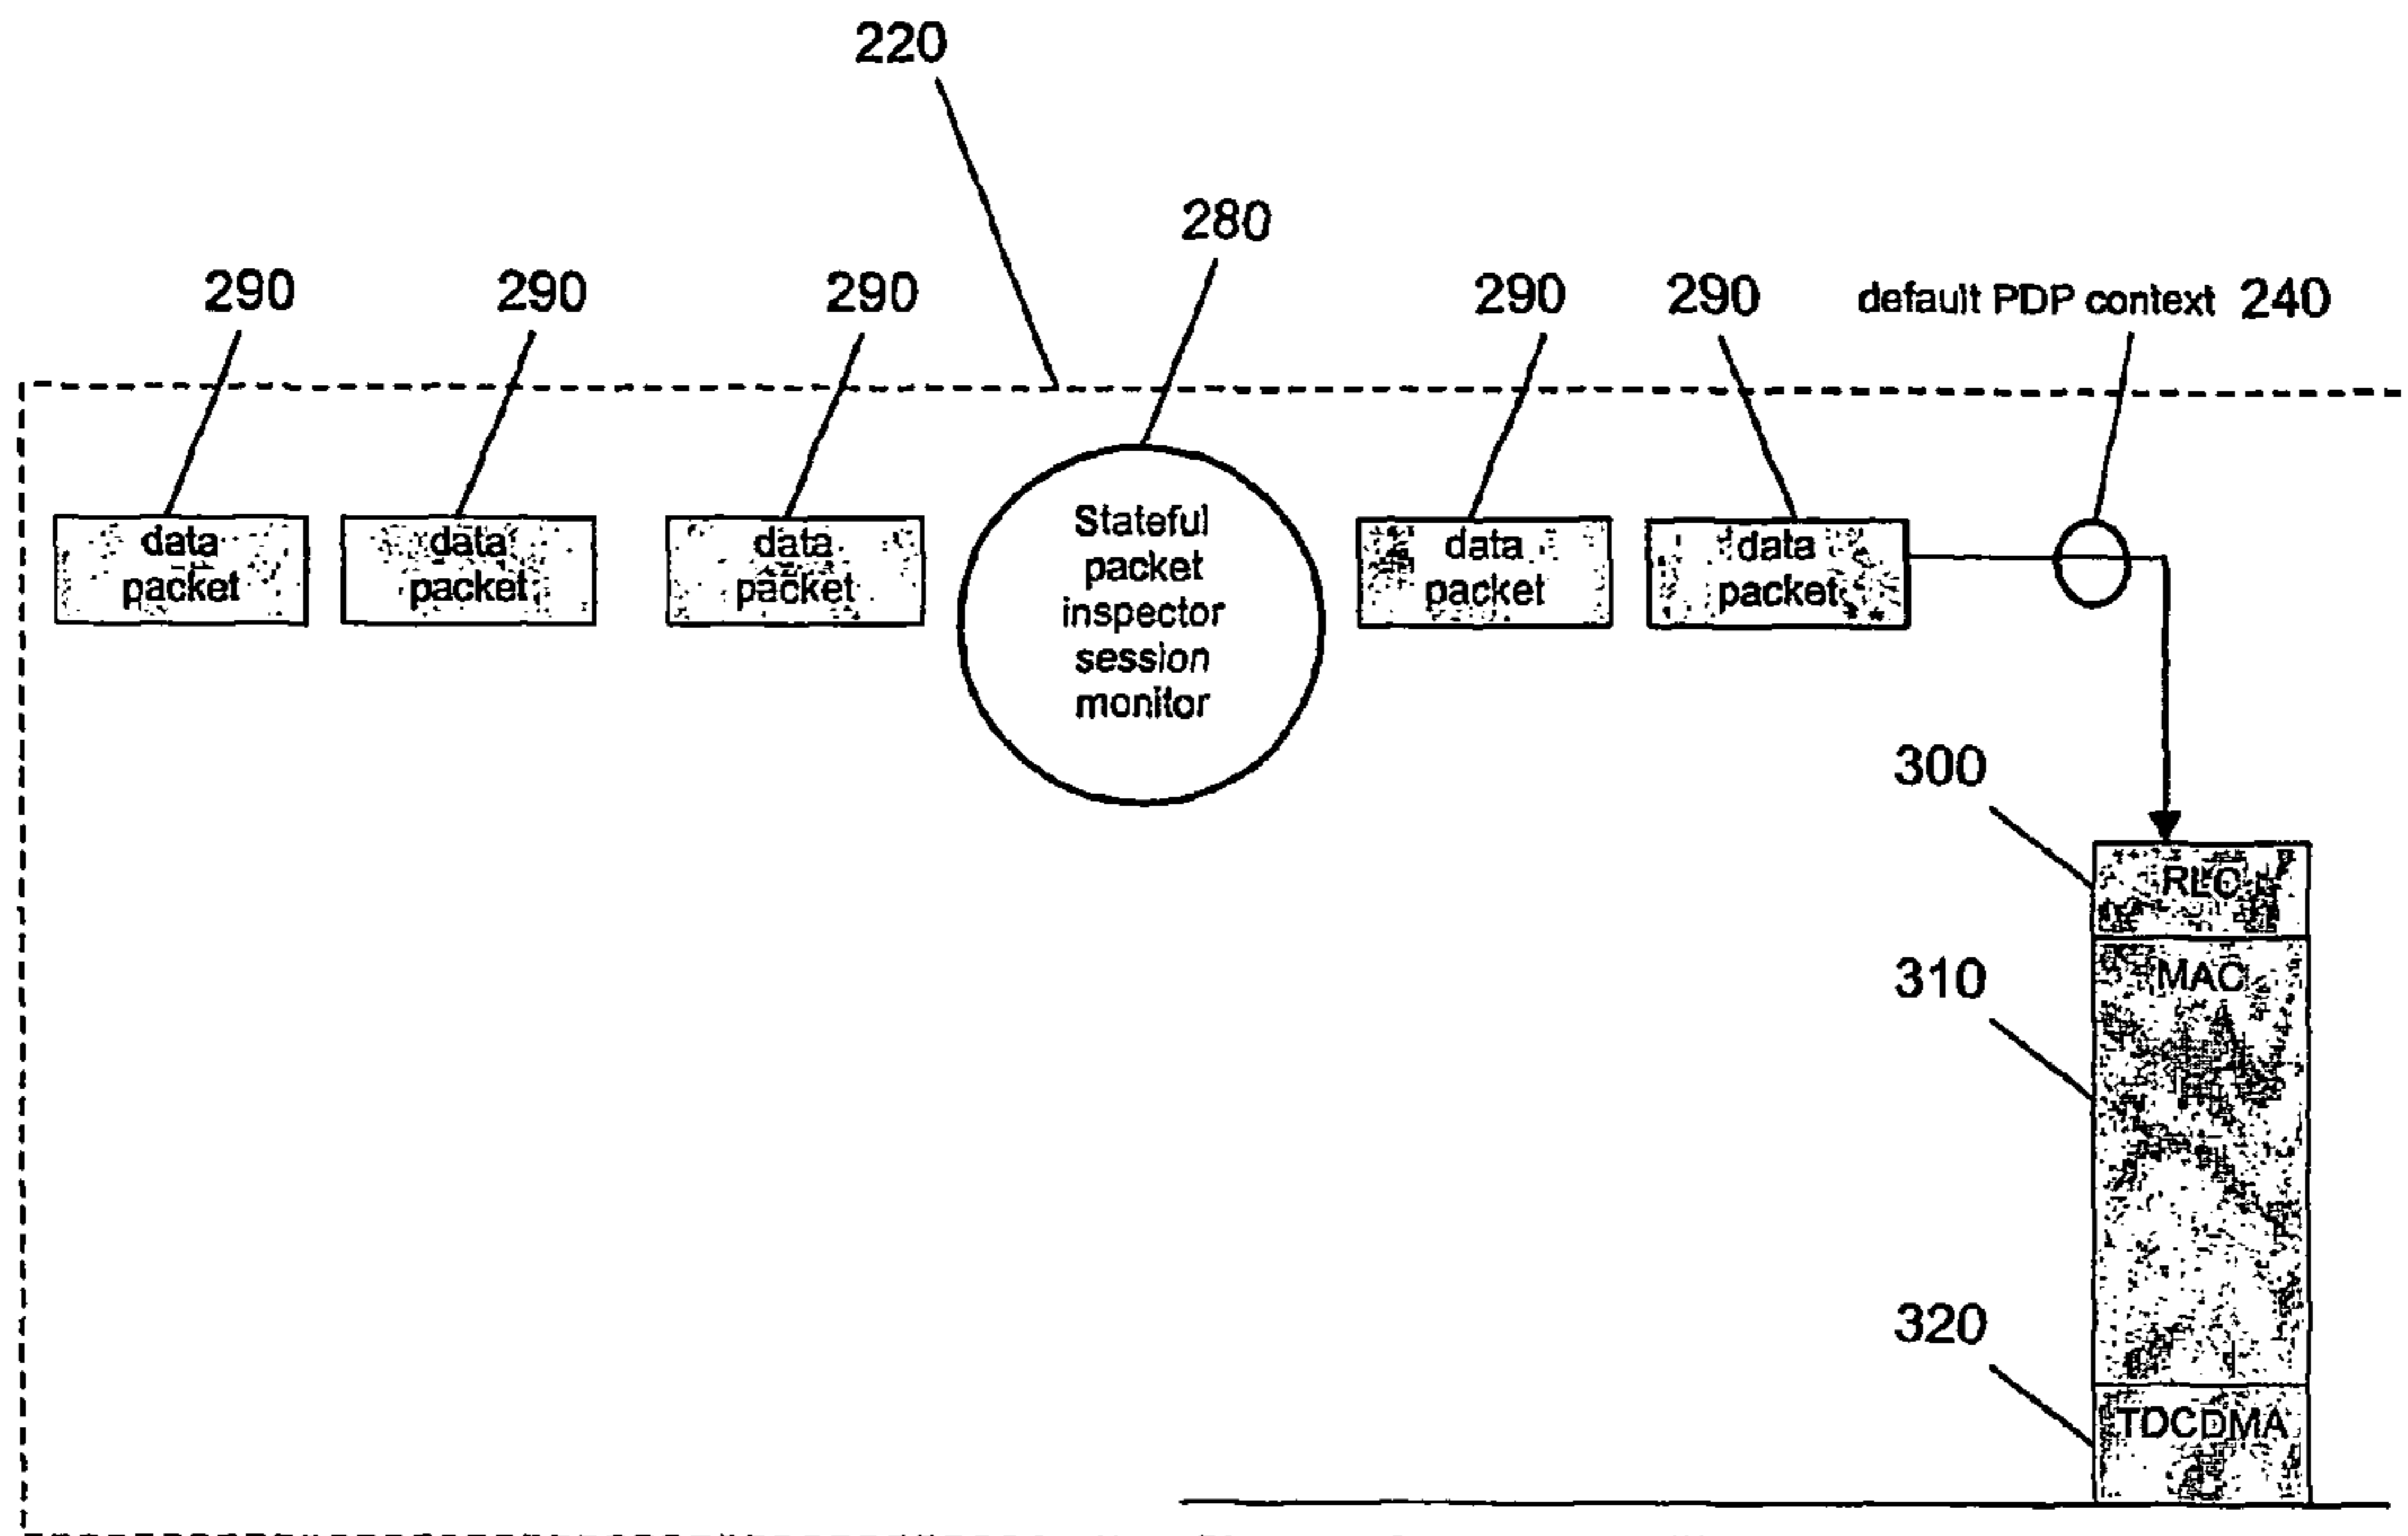 220
280
290 290 290 290 290 default PDP context 240
data packet
data packet
data packet
Stateful
packet
inspector
session
monitor
data packet
data packet
300
RLC
310
MAC
320
TDCDMA